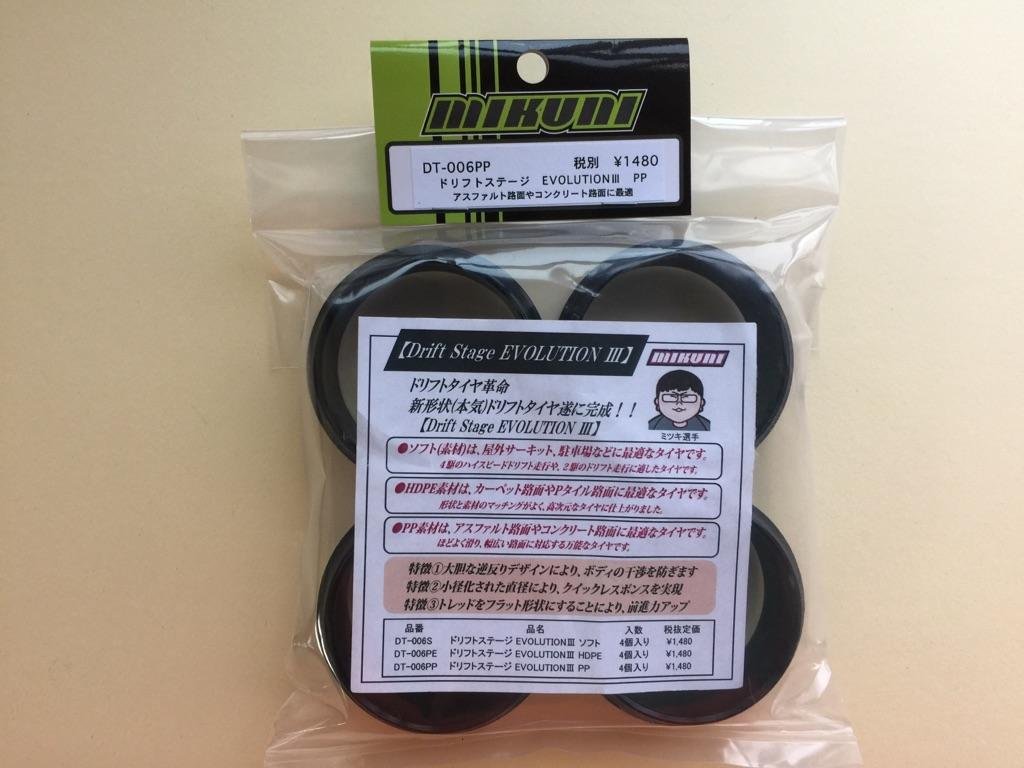 MIKUNI
DT-006PP 税別 ¥1480
ドリフトステージ EVOLUTIONⅢ PP
アスファルト路面やコンクリート路面に最適
【Drift Stage EVOLUTION Ⅲ】
MIKUNI
ドリフトタイヤ革命
新形状(本気)ドリフトタイヤ遂に完成！！
【Drift Stage EVOLUTION Ⅲ】
ミツキ選手
●ソフト(素材)は、屋外サーキット、駐車場などに最適なタイヤです。
4駆のハイスピードドリフト走行や、2駆のドリフト走行に適したタイヤです。
●HDPE素材は、カーペット路面やPタイル路面に最適なタイヤです。
形状と素材のマッチングがよく、高次元なタイヤに仕上がりました。
●PP素材は、アスファルト路面やコンクリート路面に最適なタイヤです。
ほどよく滑り、幅広い路面に対応する万能なタイヤです。
特徴①大胆な逆反りデザインにより、ボディの干渉を防ぎます
特徴②小径化された直径により、クイックレスポンスを実現
特徴③トレッドをフラット形状にすることにより、前進力アップ
品番 品名 入数 税抜定価
DT-006S ドリフトステージ EVOLUTIONⅢ ソフト 4個入り ¥1,480
DT-006PE ドリフトステージ EVOLUTIONⅢ HDPE 4個入り ¥1,480
DT-006PP ドリフトステージ EVOLUTIONⅢ PP 4個入り ¥1,480